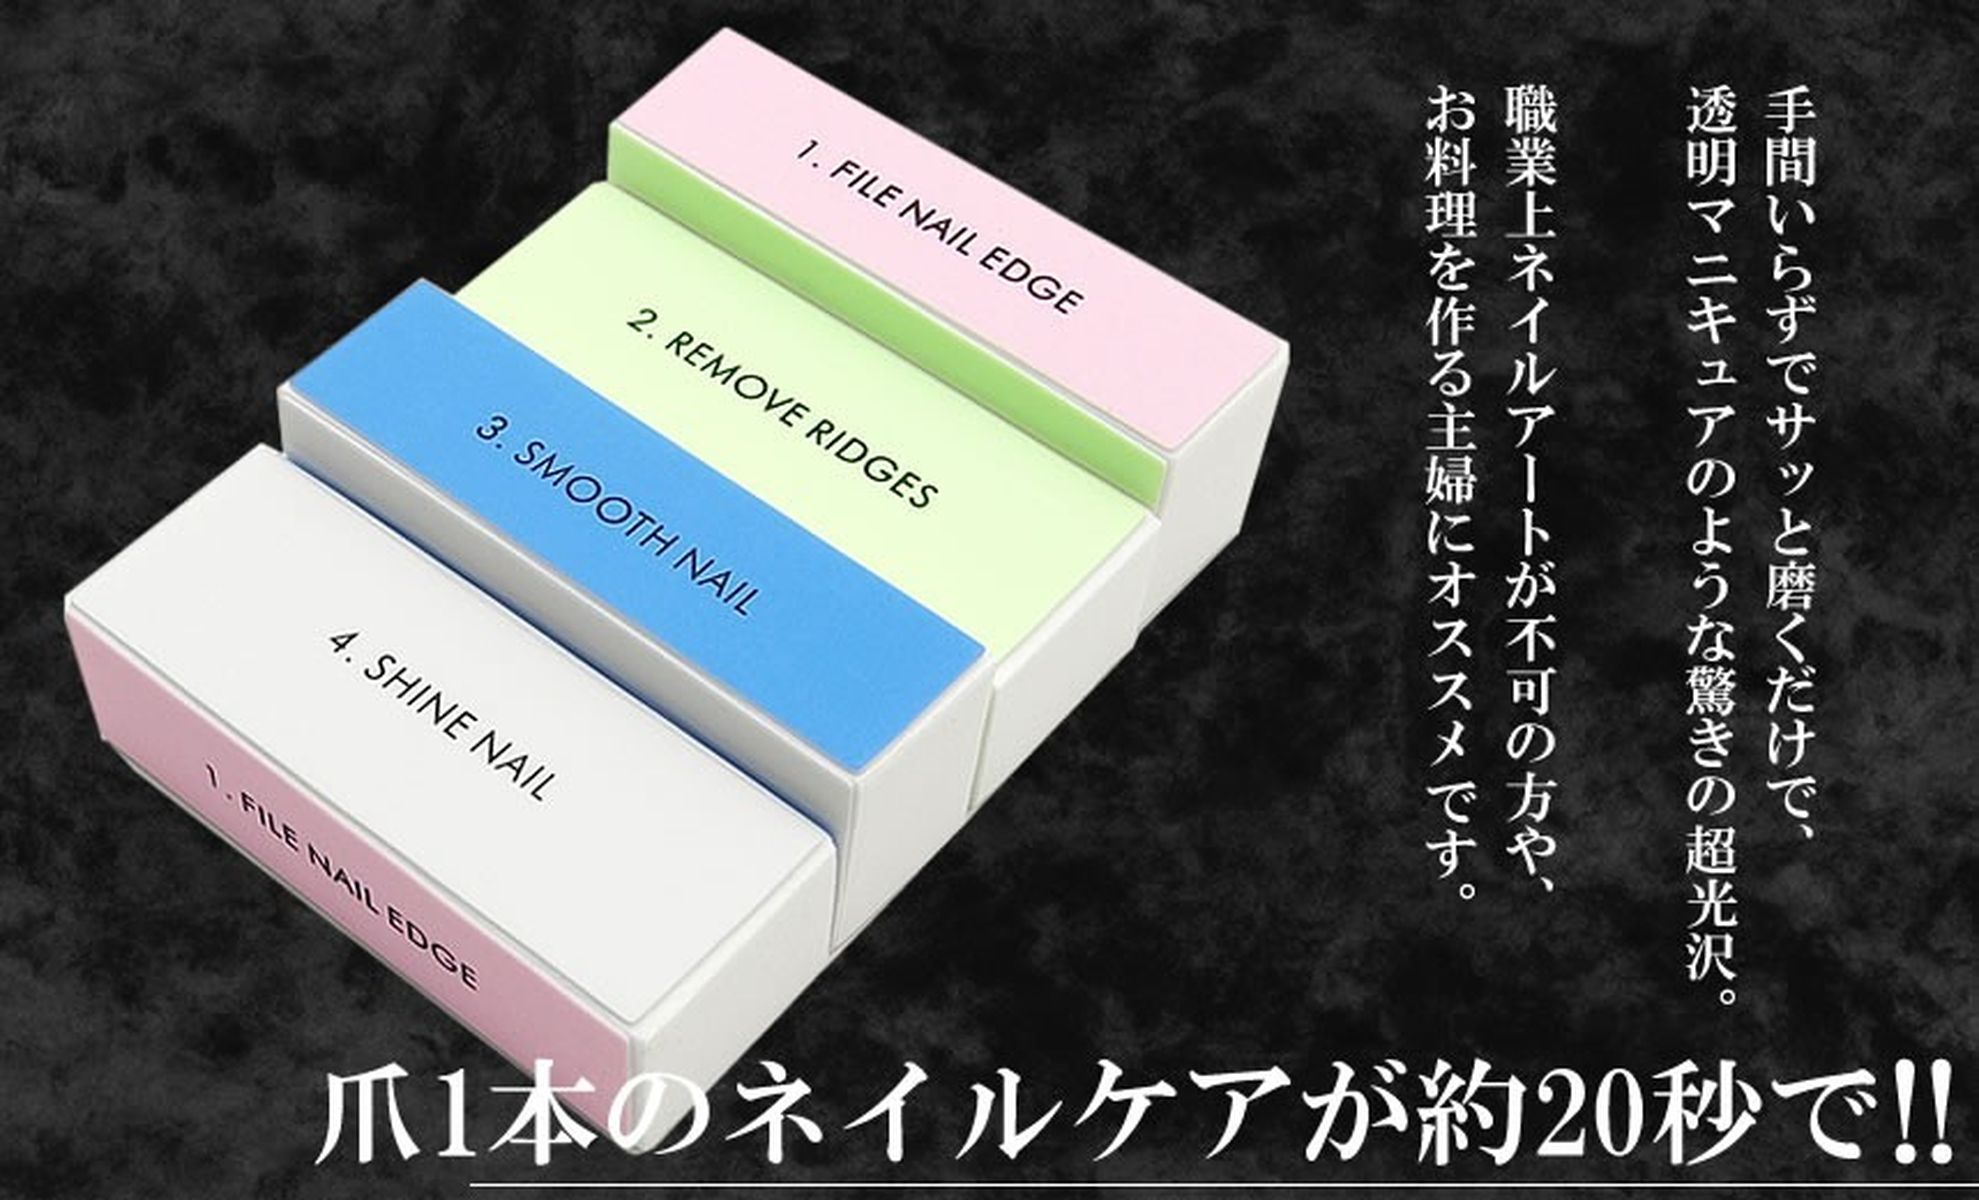 手間いらずでサッと磨くだけで、
透明マニキュアのような驚きの超光沢。
職業上ネイルアートが不可の方や、
お料理を作る主婦にオススメです。
1. FILE NAIL EDGE
2. REMOVE RIDGES
3. SMOOTH NAIL
4. SHINE NAIL
1. FILE NAIL EDGE
爪1本のネイルケアが約20秒で!!